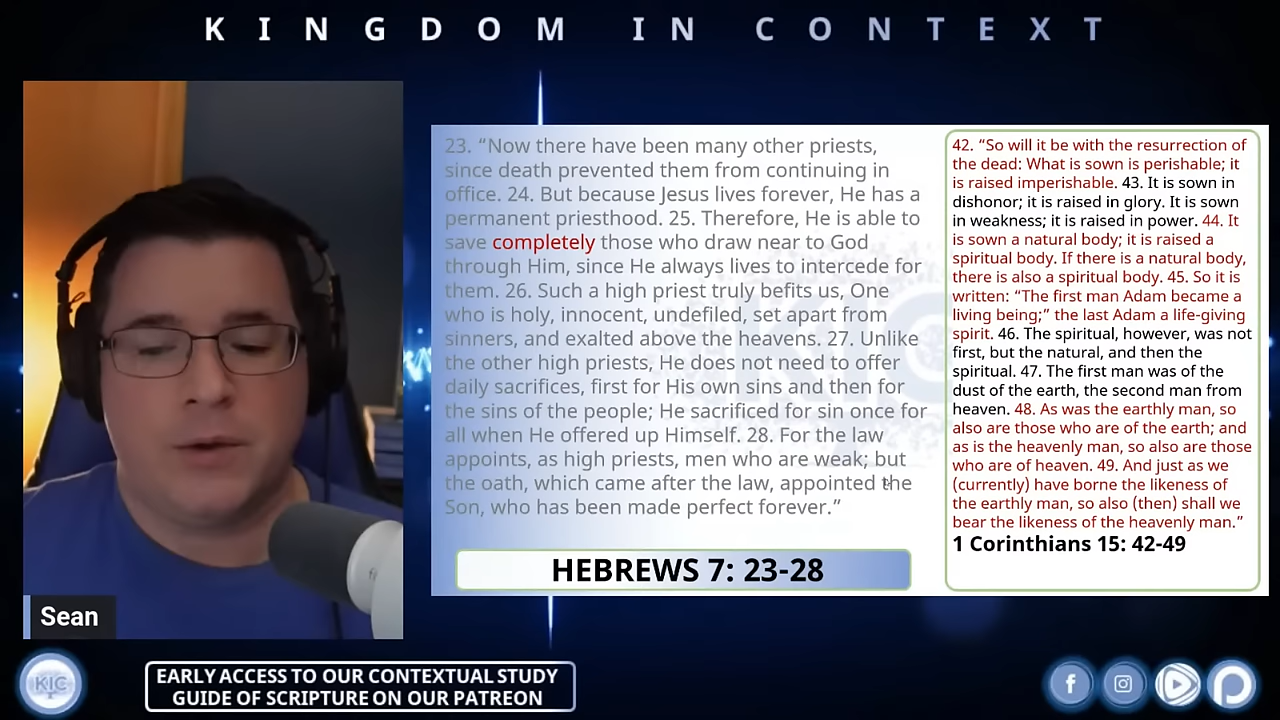 KINGDOM IN CONTEXT
23. “Now there have been many other priests,
since death prevented them from continuing in
office. 24. But because Jesus lives forever, He has a
permanent priesthood. 25. Therefore, He is able to
save completely those who draw near to God
through Him, since He always lives to intercede for
them. 26. Such a high priest truly befits us, One
who is holy, innocent, undefiled, set apart from
sinners, and exalted above the heavens. 27. Unlike
the other high priests, He does not need to offer
daily sacrifices, first for His own sins and then for
the sins of the people; He sacrificed for sin once for
all when He offered up Himself. 28. For the law
appoints, as high priests, men who are weak; but
the oath, which came after the law, appointed the
Son, who has been made perfect forever.”
HEBREWS 7: 23-28
42. “So will it be with the resurrection of
the dead: What is sown is perishable; it
is raised imperishable. 43. It is sown in
dishonor; it is raised in glory. It is sown
in weakness; it is raised in power. 44. It
is sown a natural body; it is raised a
spiritual body. If there is a natural body,
there is also a spiritual body. 45. So it is
written: “The first man Adam became a
living being;” the last Adam a life-giving
spirit. 46. The spiritual, however, was not
first, but the natural, and then the
spiritual. 47. The first man was of the
dust of the earth, the second man from
heaven. 48. As was the earthly man, so
also are those who are of the earth; and
as is the heavenly man, so also are those
who are of heaven. 49. And just as we
(currently) have borne the likeness of
the earthly man, so also (then) shall we
bear the likeness of the heavenly man.”
1 Corinthians 15: 42-49
Sean
KIC
EARLY ACCESS TO OUR CONTEXTUAL STUDY
GUIDE OF SCRIPTURE ON OUR PATREON